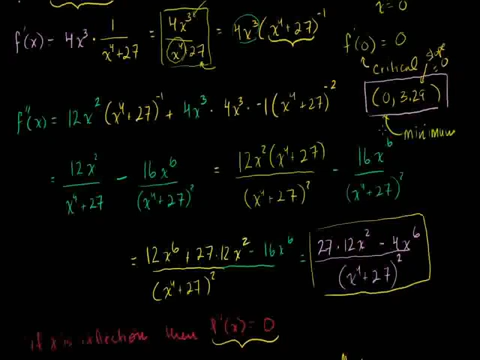 x = 0
f'(x) = 4x³ · 1/(x⁴+27) = 4x³/(x⁴+27) = 4x³(x⁴+27)⁻¹
f'(0) = 0
critical slope = 0
(0, 3.29)
minimum
f''(x) = 12x²(x⁴+27)⁻¹ + 4x³ · 4x³ · -1(x⁴+27)⁻²
= 12x²/(x⁴+27) - 16x⁶/(x⁴+27)² = 12x²(x⁴+27)/(x⁴+27)² - 16x⁶/(x⁴+27)²
= (12x⁶ + 27·12x² - 16x⁶)/(x⁴+27)² = (27·12x² - 4x⁶)/(x⁴+27)²
if x is inflection then f''(x) = 0